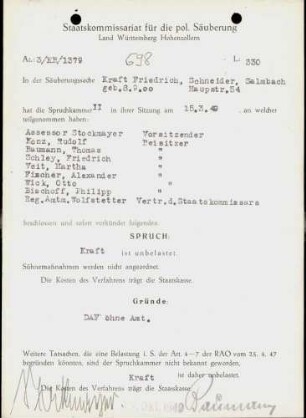 Staatskommissariat für die pol. Säuberung
Land Württemberg Hohenzollern
Az.: 3/KR/1379
698
L: 330
In der Säuberungssache Kraft Friedrich, Schneider, Salmbach
geb.8.9.00 Haupstr.54
hat die Spruchkammer II in ihrer Sitzung am 15.3.49 an welcher
teilgenommen haben:
Assessor Stockmayer Vorsitzender
Konz, Rudolf Beisitzer
Baumann, Thomas "
Schley, Friedrich "
Veit, Martha "
Fischer, Alexander "
Wick, Otto "
Bischoff, Philipp "
Reg.Amtm.Wolfstetter Vertr.d.Staatskommissars
beschlossen und sofort verkündet folgenden:
SPRUCH:
Kraft ist unbelastet.
Sühnemaßnahmen werden nicht angeordnet.
Die Kosten des Verfahrens trägt die Staatskasse.
Gründe:
DAF ohne Amt.
Weitere Tatsachen, die eine Belastung i. S. der Art. 4–7 der RAO vom 25. 4. 47
begründen könnten, sind der Spruchkammer nicht bekannt geworden.
Kraft ist daher unbelastet.
Die Kosten des Verfahrens trägt die Staatskasse.
Baumann